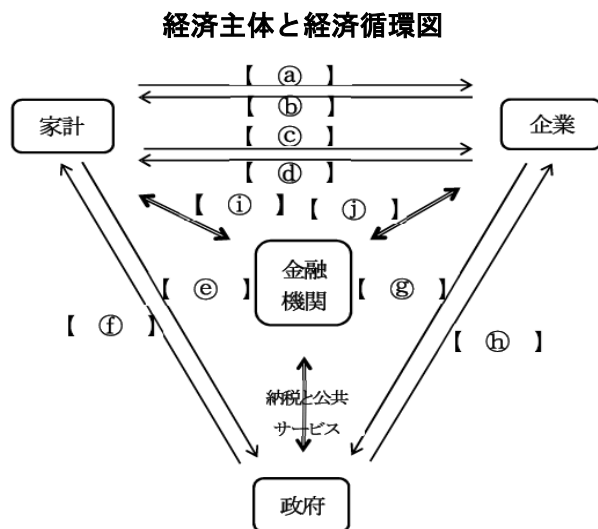 経済主体と経済循環図
【 ⓐ 】
【 ⓑ 】
家計
企業
【 ⓒ 】
【 ⓓ 】
【 ⓘ 】
【 ⓙ 】
金融
機関
【 ⓔ 】
【 ⓖ 】
【 ⓕ 】
【 ⓗ 】
納税と公共
サービス
政府